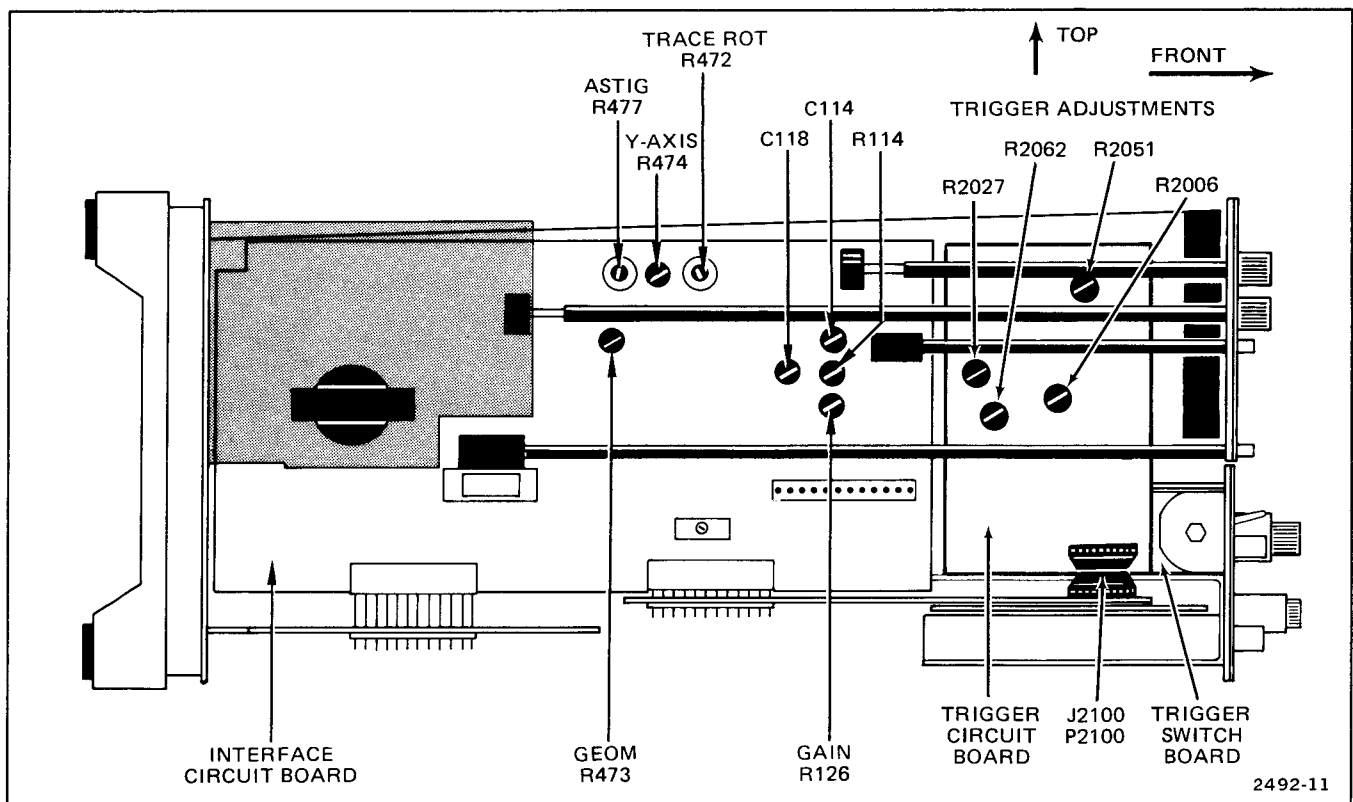 TRACE ROT
R472
TOP
FRONT
ASTIG
R477
C114
TRIGGER ADJUSTMENTS
Y-AXIS
R474
C118
R114
R2062
R2051
R2027
R2006
INTERFACE
CIRCUIT BOARD
GEOM
R473
GAIN
R126
TRIGGER
CIRCUIT
BOARD
J2100
P2100
TRIGGER
SWITCH
BOARD
2492-11